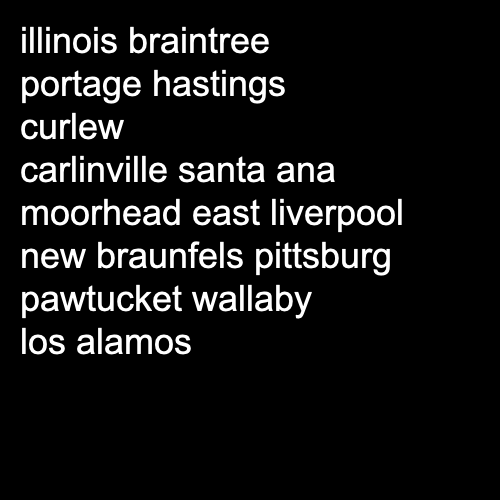 illinois braintree
portage hastings
curlew
carlinville santa ana
moorhead east liverpool
new braunfels pittsburg
pawtucket wallaby
los alamos